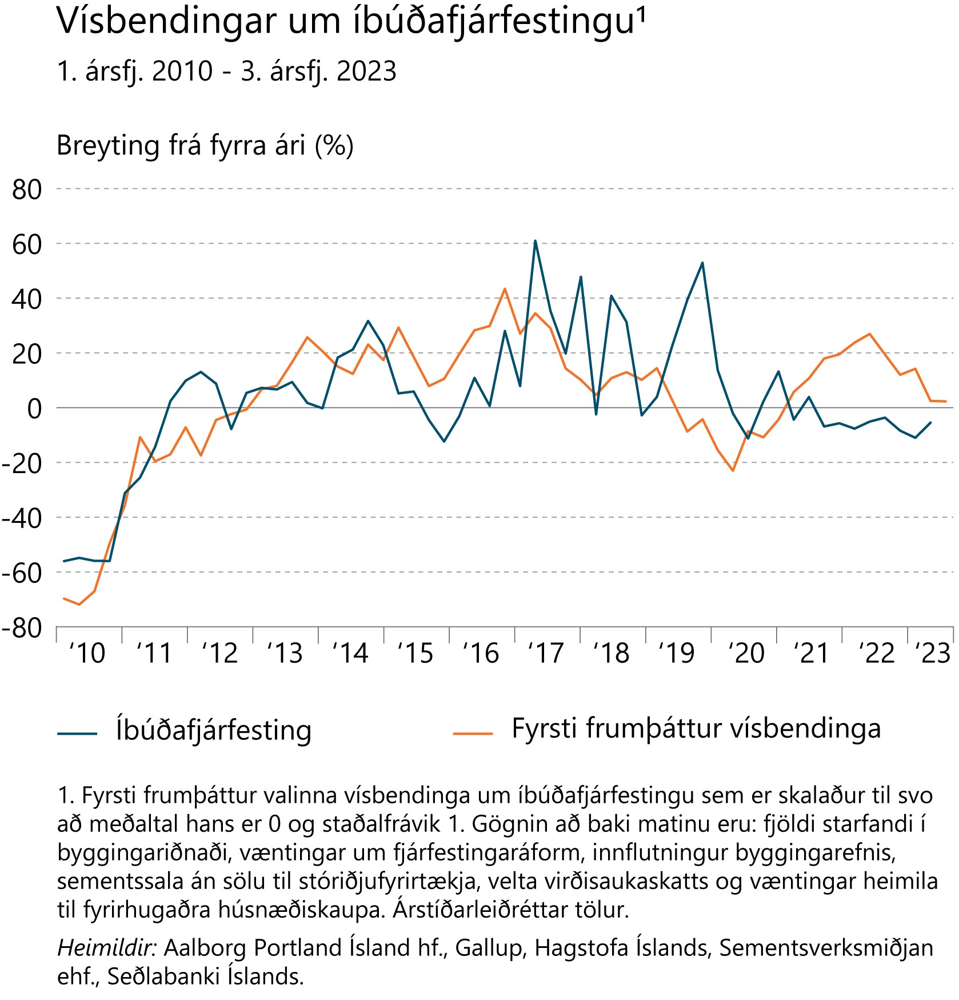 Vísbendingar um íbúðafjárfestingu¹
1. ársfj. 2010 - 3. ársfj. 2023
Breyting frá fyrra ári (%)
80
60
40
20
0
-20
-40
-60
-80
‘10 ‘11 ‘12 ‘13 ‘14 ‘15 ‘16 ‘17 ‘18 ‘19 ‘20 ‘21 ‘22 ‘23
Íbúðafjárfesting Fyrsti frumþáttur vísbendinga
1. Fyrsti frumþáttur valinna vísbendinga um íbúðafjárfestingu sem er skalaður til svo
að meðaltal hans er 0 og staðalfrávik 1. Gögnin að baki matinu eru: fjöldi starfandi í
byggingariðnaði, væntingar um fjárfestingaráform, innflutningur byggingarefnis,
sementssala án sölu til stóriðjufyrirtækja, velta virðisaukaskatts og væntingar heimila
til fyrirhugaðra húsnæðiskaupa. Árstíðarleiðréttar tölur.
Heimildir: Aalborg Portland Ísland hf., Gallup, Hagstofa Íslands, Sementsverksmiðjan
ehf., Seðlabanki Íslands.